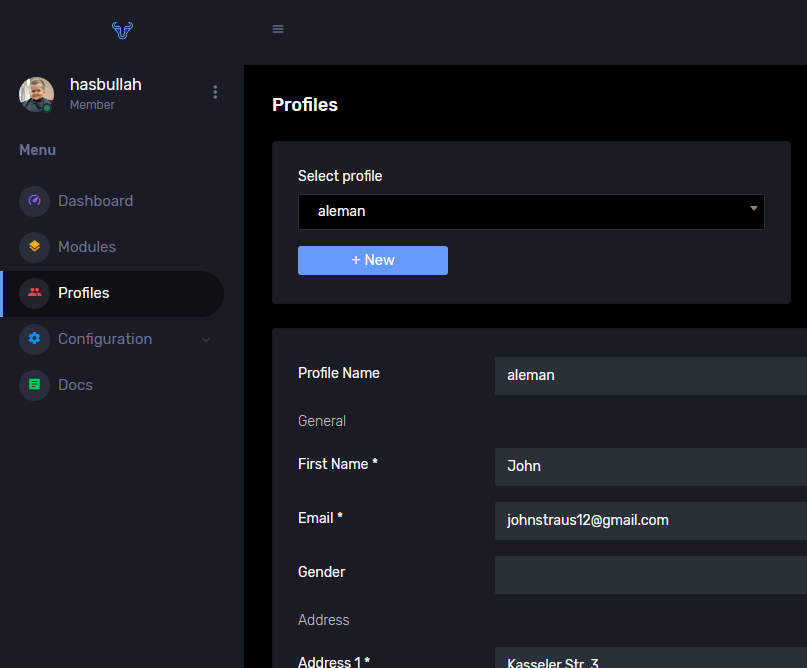 hasbullah
Member
Menu
Dashboard
Modules
Profiles
Configuration
Docs
Profiles
Select profile
aleman
+ New
Profile Name
aleman
General
First Name *
John
Email *
johnstraus12@gmail.com
Gender
Address
Address 1 *
Kasseler Str. 3